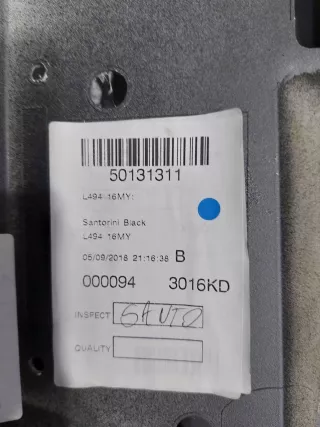 50131311
L494 16MY:
Santorini Black
L494 16MY
05/09/2018 21:16:38 B
000094 3016KD
INSPECT
QUALITY